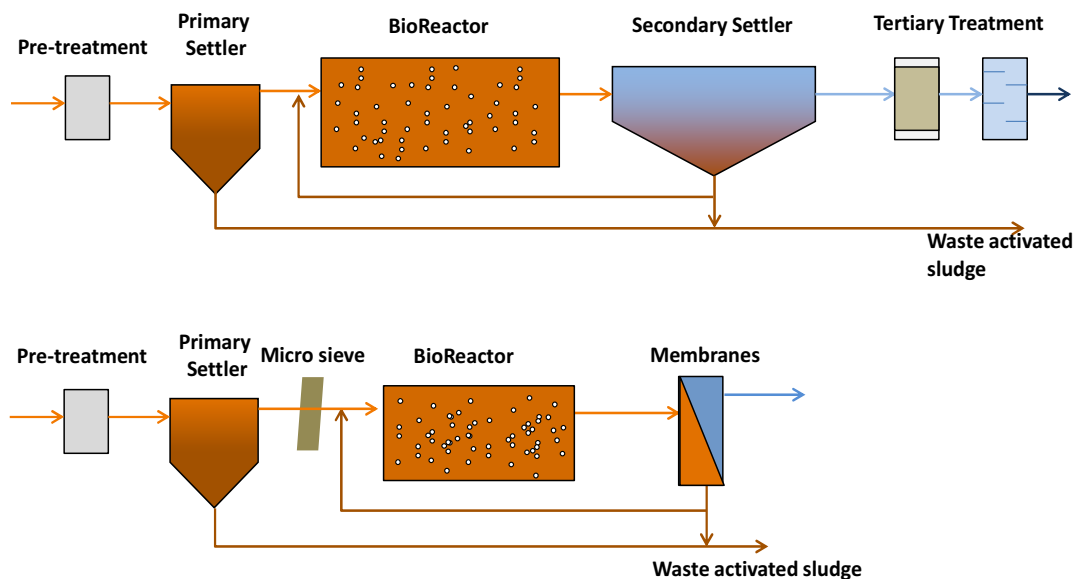 Pre-treatment
Primary
Settler
BioReactor
Secondary Settler
Tertiary Treatment
Waste activated
sludge
Pre-treatment
Primary
Settler
Micro sieve
BioReactor
Membranes
Waste activated sludge